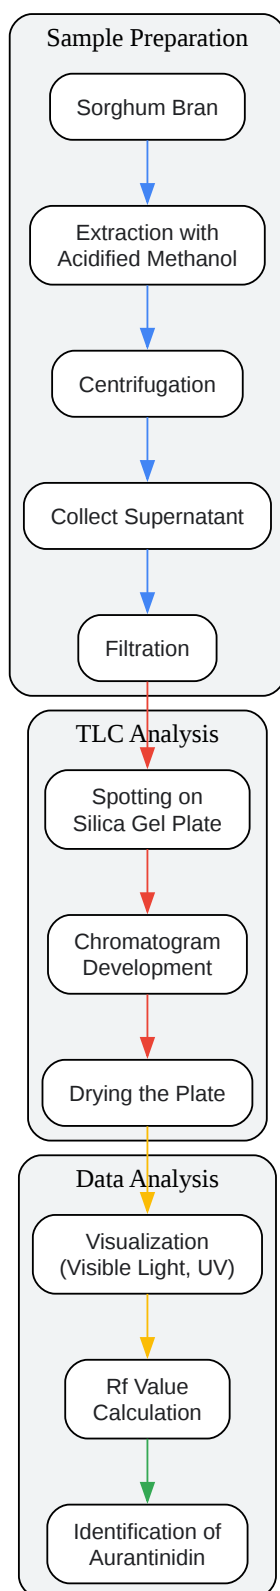 Sample Preparation
Sorghum Bran
Extraction with
Acidified Methanol
Centrifugation
Collect Supernatant
Filtration
TLC Analysis
Spotting on
Silica Gel Plate
Chromatogram
Development
Drying the Plate
Data Analysis
Visualization
(Visible Light, UV)
Rf Value
Calculation
Identification of
Aurantinidin